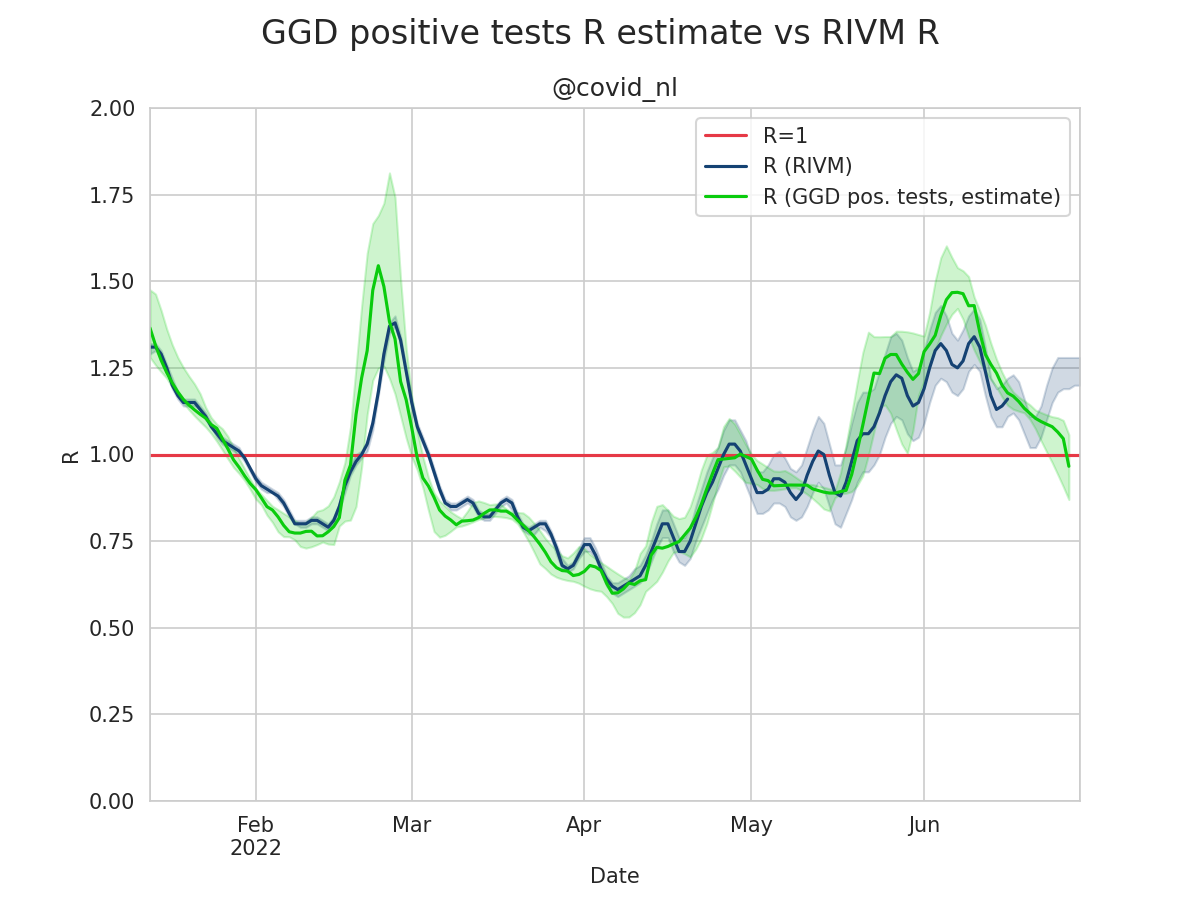 GGD positive tests R estimate vs RIVM R
@covid_nl
R=1
R (RIVM)
R (GGD pos. tests, estimate)
2.00
1.75
1.50
1.25
1.00
0.75
0.50
0.25
0.00
R
Feb
2022
Mar
Apr
May
Jun
Date